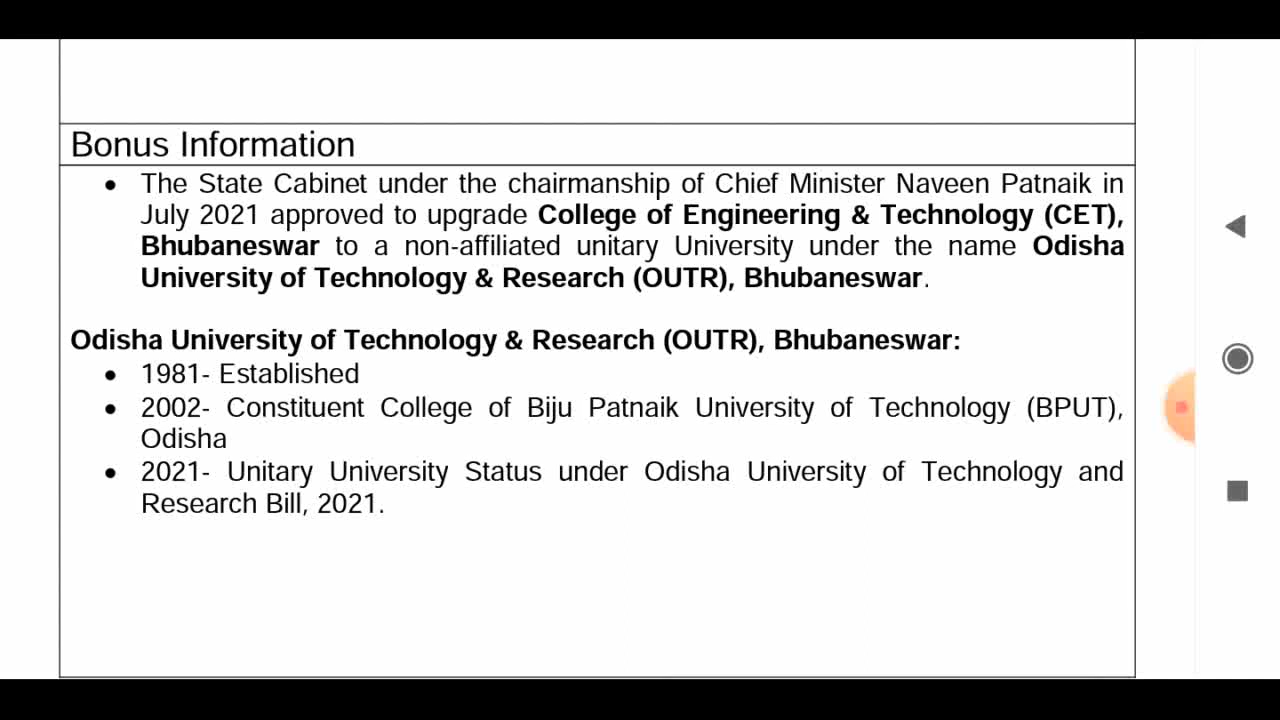 Bonus Information
• The State Cabinet under the chairmanship of Chief Minister Naveen Patnaik in
July 2021 approved to upgrade College of Engineering & Technology (CET),
Bhubaneswar to a non-affiliated unitary University under the name Odisha
University of Technology & Research (OUTR), Bhubaneswar.
Odisha University of Technology & Research (OUTR), Bhubaneswar:
• 1981- Established
• 2002- Constituent College of Biju Patnaik University of Technology (BPUT),
Odisha
• 2021- Unitary University Status under Odisha University of Technology and
Research Bill, 2021.